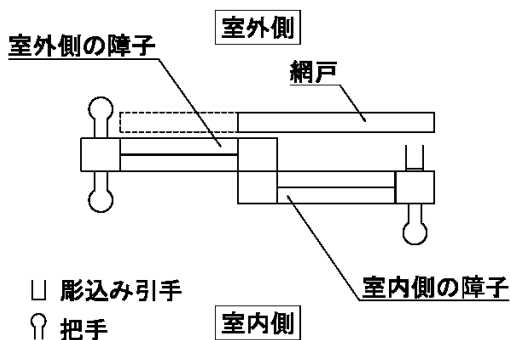 室外側
室外側の障子
網戸
彫込み引手
把手
室内側の障子
室内側